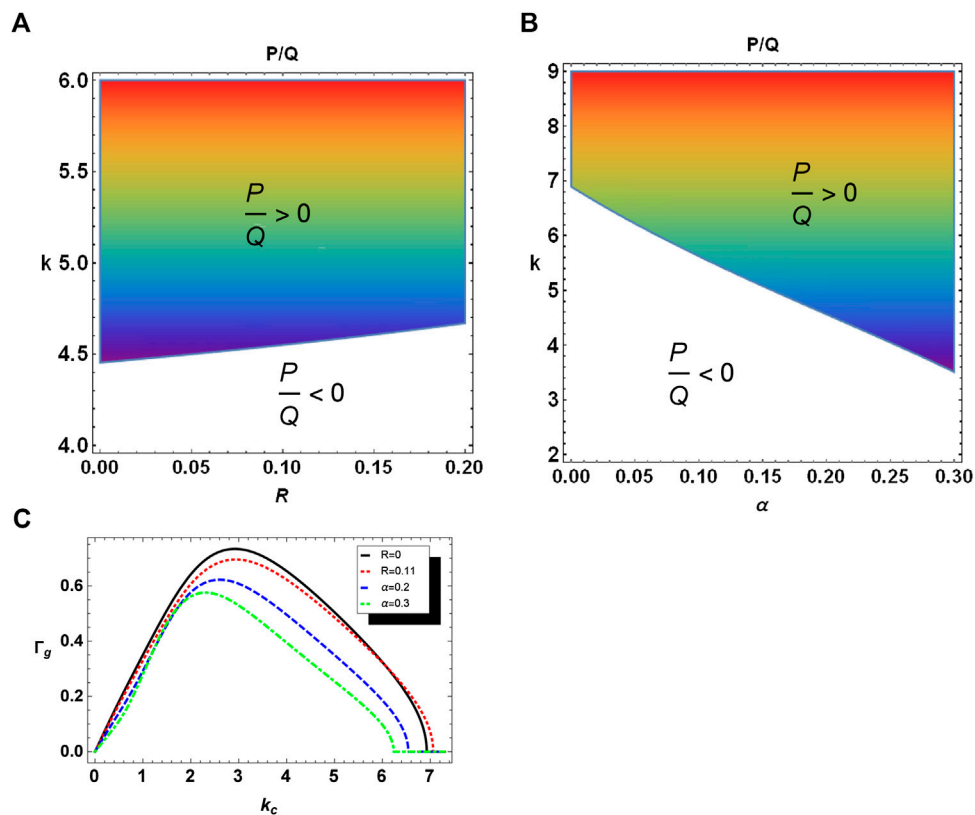 A
P/Q
6.0
5.5
5.0
4.5
4.0
k
P/Q > 0
P/Q < 0
0.00 0.05 0.10 0.15 0.20
R
B
P/Q
9
8
7
6
5
4
3
2
k
P/Q > 0
P/Q < 0
0.00 0.05 0.10 0.15 0.20 0.25 0.30
α
C
R=0
R=0.11
α=0.2
α=0.3
0.6
0.4
0.2
0.0
Γg
0 1 2 3 4 5 6 7
kc